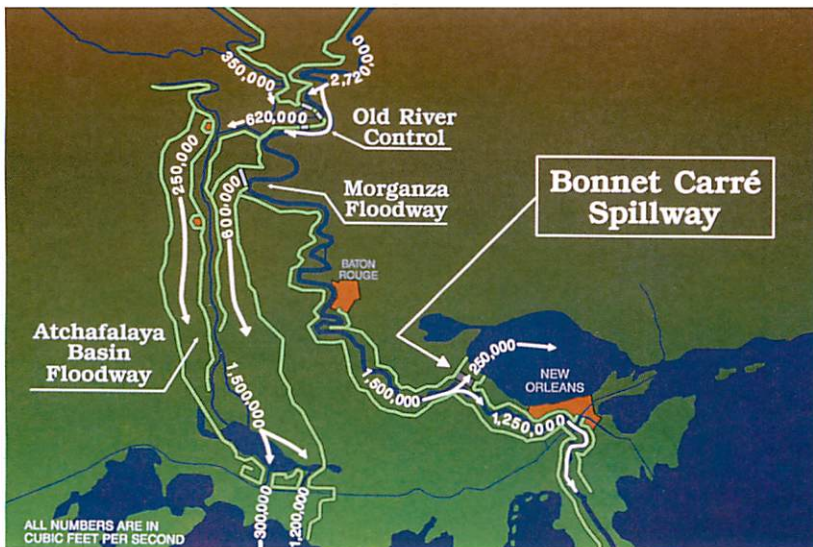 350,000
2,720,000
620,000
Old River
Control
250,000
600,000
Morganza
Floodway
Bonnet Carré
Spillway
BATON
ROUGE
Atchafalaya
Basin
Floodway
250,000
1,500,000
NEW
ORLEANS
1,500,000
1,250,000
300,000
1,200,000
ALL NUMBERS ARE IN
CUBIC FEET PER SECOND